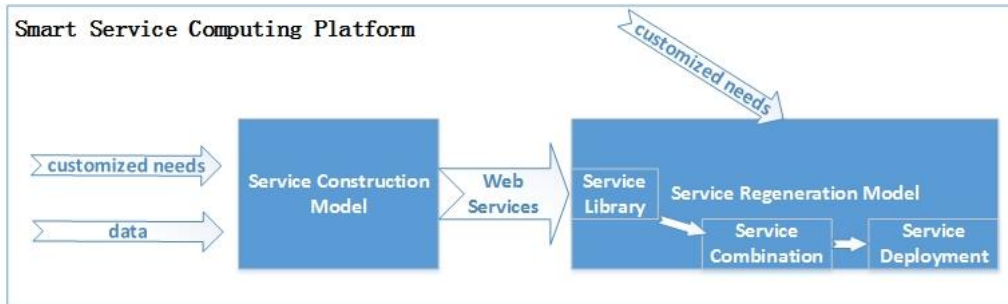 Smart Service Computing Platform
customized needs
customized needs
data
Service Construction
Model
Web
Services
Service
Library
Service Regeneration Model
Service
Combination
Service
Deployment